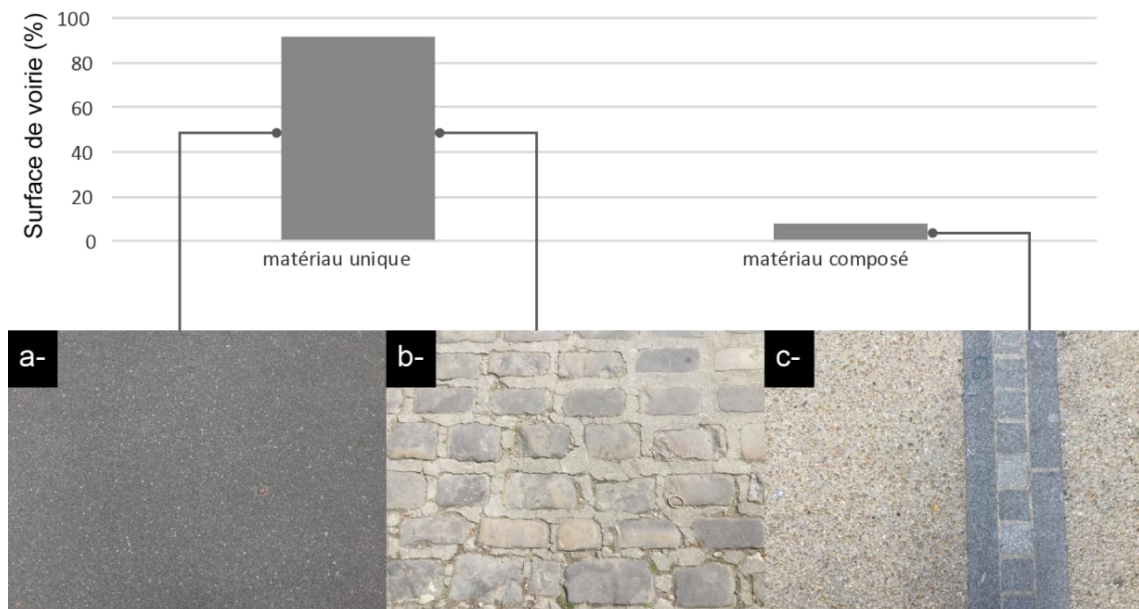 Surface de voirie (%)
100
80
60
40
20
0
matériau unique
matériau composé
a-
b-
c-